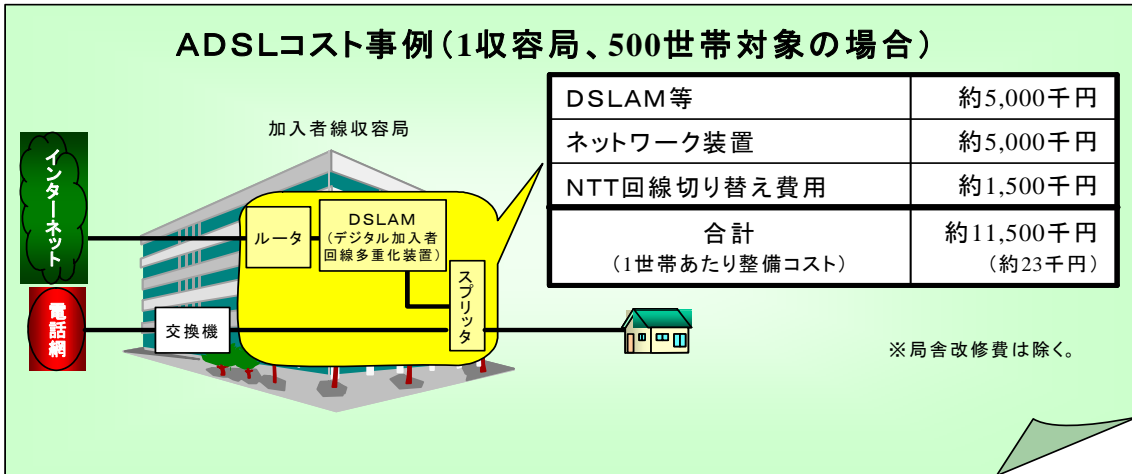 ADSLコスト事例(1収容局、500世帯対象の場合)
DSLAM等 約5,000千円
ネットワーク装置 約5,000千円
NTT回線切り替え費用 約1,500千円
合計 約11,500千円
(1世帯あたり整備コスト) (約23千円)
加入者線収容局
インターネット
ルータ
DSLAM
(デジタル加入者
回線多重化装置)
スプリッタ
電話網
交換機
※局舎改修費は除く。